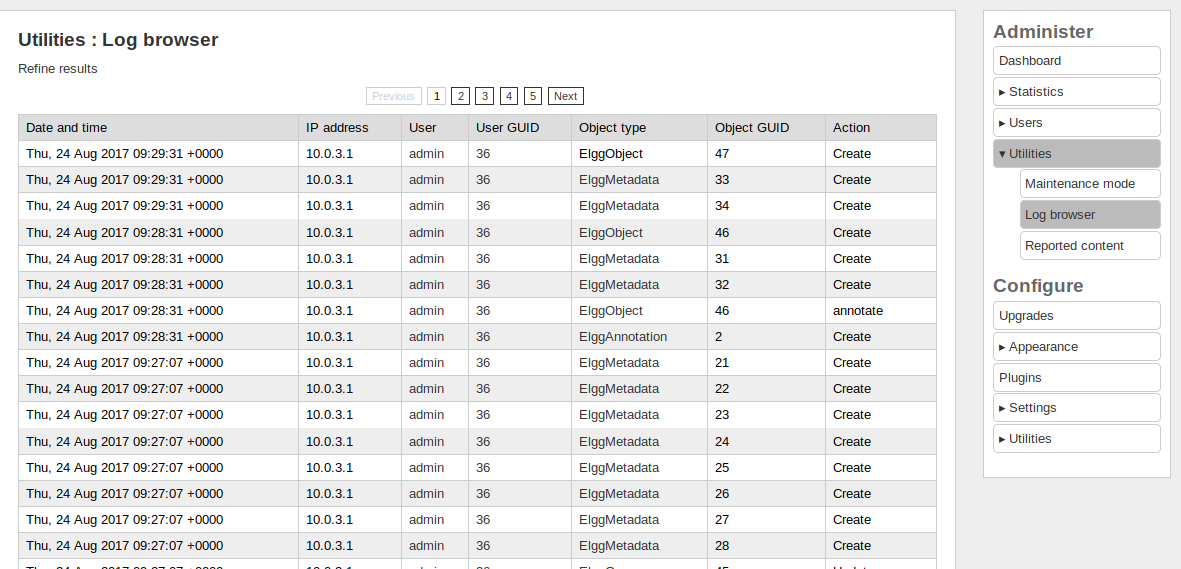 Utilities : Log browser
Refine results
Previous 1 2 3 4 5 Next
Date and time IP address User User GUID Object type Object GUID Action
Thu, 24 Aug 2017 09:29:31 +0000 10.0.3.1 admin 36 ElggObject 47 Create
Thu, 24 Aug 2017 09:29:31 +0000 10.0.3.1 admin 36 ElggMetadata 33 Create
Thu, 24 Aug 2017 09:29:31 +0000 10.0.3.1 admin 36 ElggMetadata 34 Create
Thu, 24 Aug 2017 09:28:31 +0000 10.0.3.1 admin 36 ElggObject 46 Create
Thu, 24 Aug 2017 09:28:31 +0000 10.0.3.1 admin 36 ElggMetadata 31 Create
Thu, 24 Aug 2017 09:28:31 +0000 10.0.3.1 admin 36 ElggMetadata 32 Create
Thu, 24 Aug 2017 09:28:31 +0000 10.0.3.1 admin 36 ElggObject 46 annotate
Thu, 24 Aug 2017 09:28:31 +0000 10.0.3.1 admin 36 ElggAnnotation 2 Create
Thu, 24 Aug 2017 09:27:07 +0000 10.0.3.1 admin 36 ElggMetadata 21 Create
Thu, 24 Aug 2017 09:27:07 +0000 10.0.3.1 admin 36 ElggMetadata 22 Create
Thu, 24 Aug 2017 09:27:07 +0000 10.0.3.1 admin 36 ElggMetadata 23 Create
Thu, 24 Aug 2017 09:27:07 +0000 10.0.3.1 admin 36 ElggMetadata 24 Create
Thu, 24 Aug 2017 09:27:07 +0000 10.0.3.1 admin 36 ElggMetadata 25 Create
Thu, 24 Aug 2017 09:27:07 +0000 10.0.3.1 admin 36 ElggMetadata 26 Create
Thu, 24 Aug 2017 09:27:07 +0000 10.0.3.1 admin 36 ElggMetadata 27 Create
Thu, 24 Aug 2017 09:27:07 +0000 10.0.3.1 admin 36 ElggMetadata 28 Create
Administer
Dashboard
▸ Statistics
▸ Users
▾ Utilities
Maintenance mode
Log browser
Reported content
Configure
Upgrades
▸ Appearance
Plugins
▸ Settings
▸ Utilities